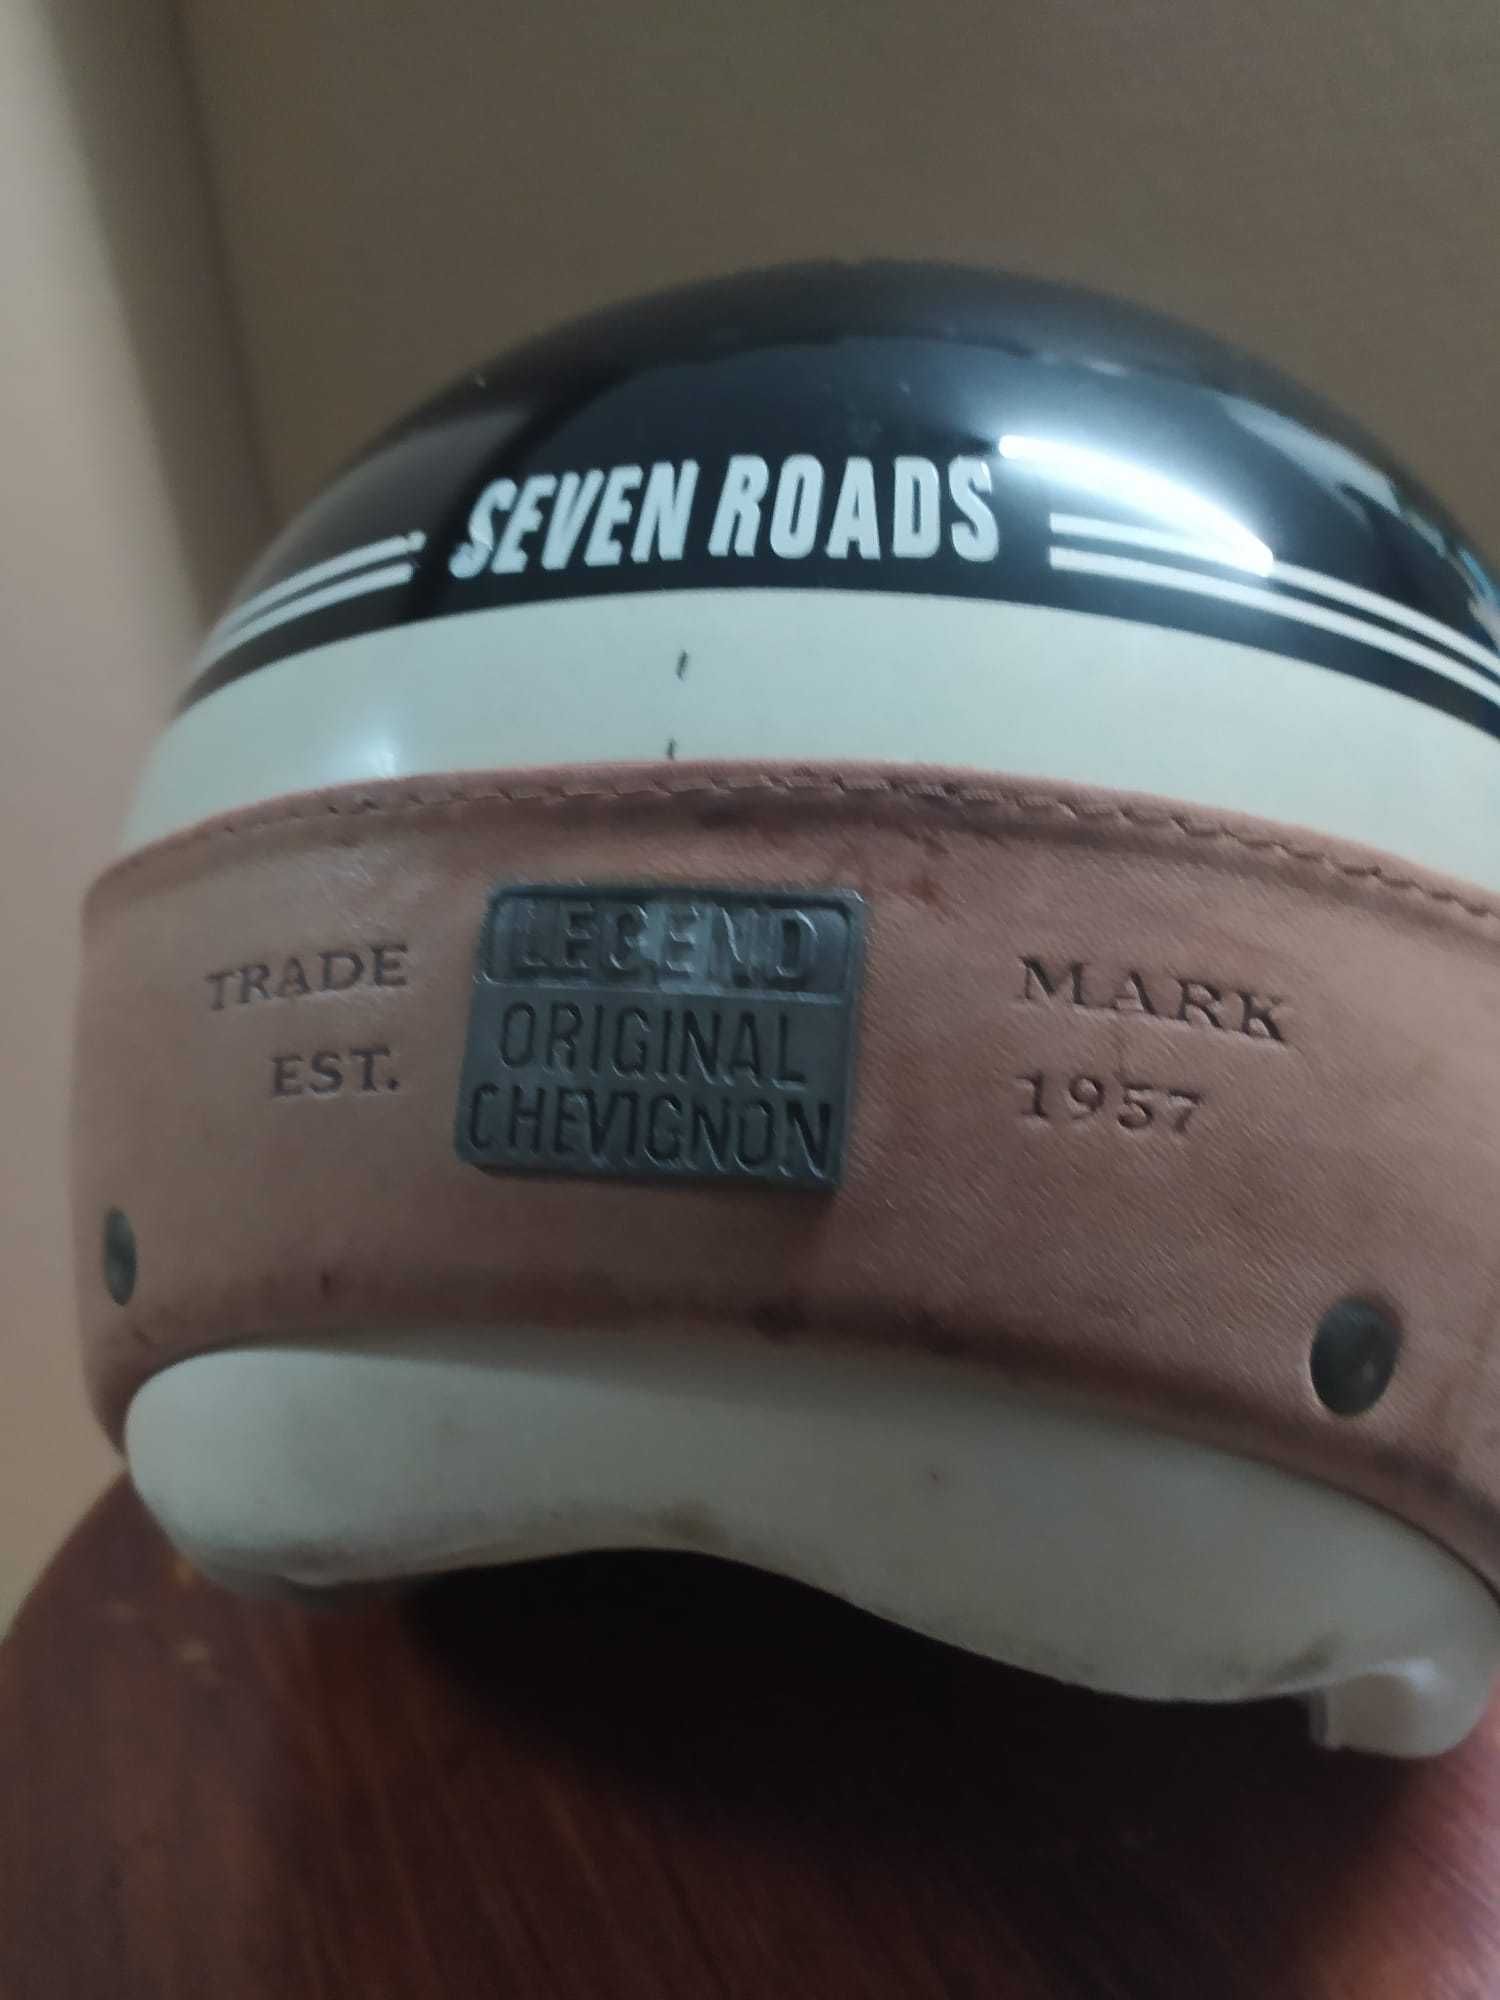 SEVEN ROADS
TRADE
EST.
LEGEND
ORIGINAL
CHEVIGNON
MARK
1957